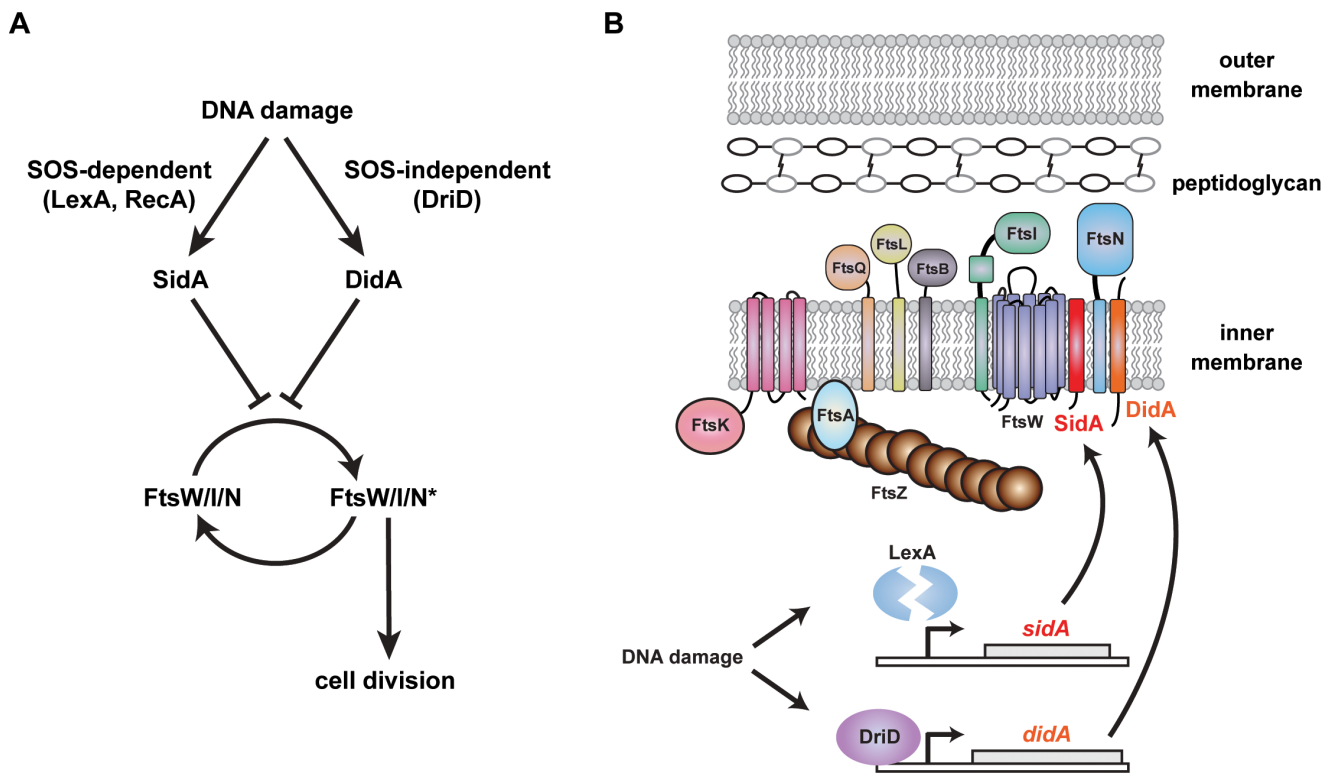 A
DNA damage
SOS-dependent
(LexA, RecA)
SOS-independent
(DriD)
SidA
DidA
FtsW/I/N
FtsW/I/N*
cell division
B
outer
membrane
peptidoglycan
FtsQ
FtsL
FtsB
FtsI
FtsN
inner
membrane
FtsK
FtsA
FtsZ
FtsW
SidA
DidA
LexA
sidA
DNA damage
DriD
didA